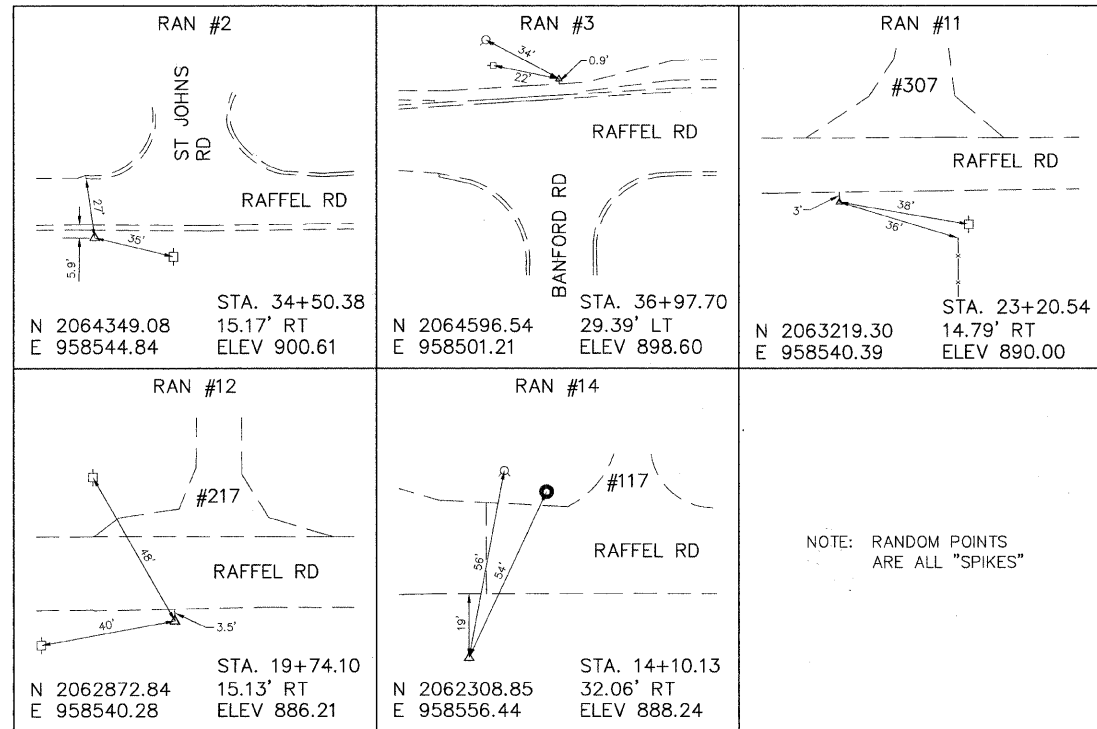 RAN #2
ST JOHNS
RD
RAFFEL RD
27'
35'
5.9'
STA. 34+50.38
N 2064349.08 15.17' RT
E 958544.84 ELEV 900.61
RAN #3
34'
0.9'
22'
RAFFEL RD
BANFORD RD
STA. 36+97.70
N 2064596.54 29.39' LT
E 958501.21 ELEV 898.60
RAN #11
#307
RAFFEL RD
3'
38'
36'
STA. 23+20.54
N 2063219.30 14.79' RT
E 958540.39 ELEV 890.00
RAN #12
#217
48'
RAFFEL RD
40'
3.5'
STA. 19+74.10
N 2062872.84 15.13' RT
E 958540.28 ELEV 886.21
RAN #14
#117
RAFFEL RD
56'
54'
19'
STA. 14+10.13
N 2062308.85 32.06' RT
E 958556.44 ELEV 888.24
NOTE: RANDOM POINTS
ARE ALL "SPIKES"